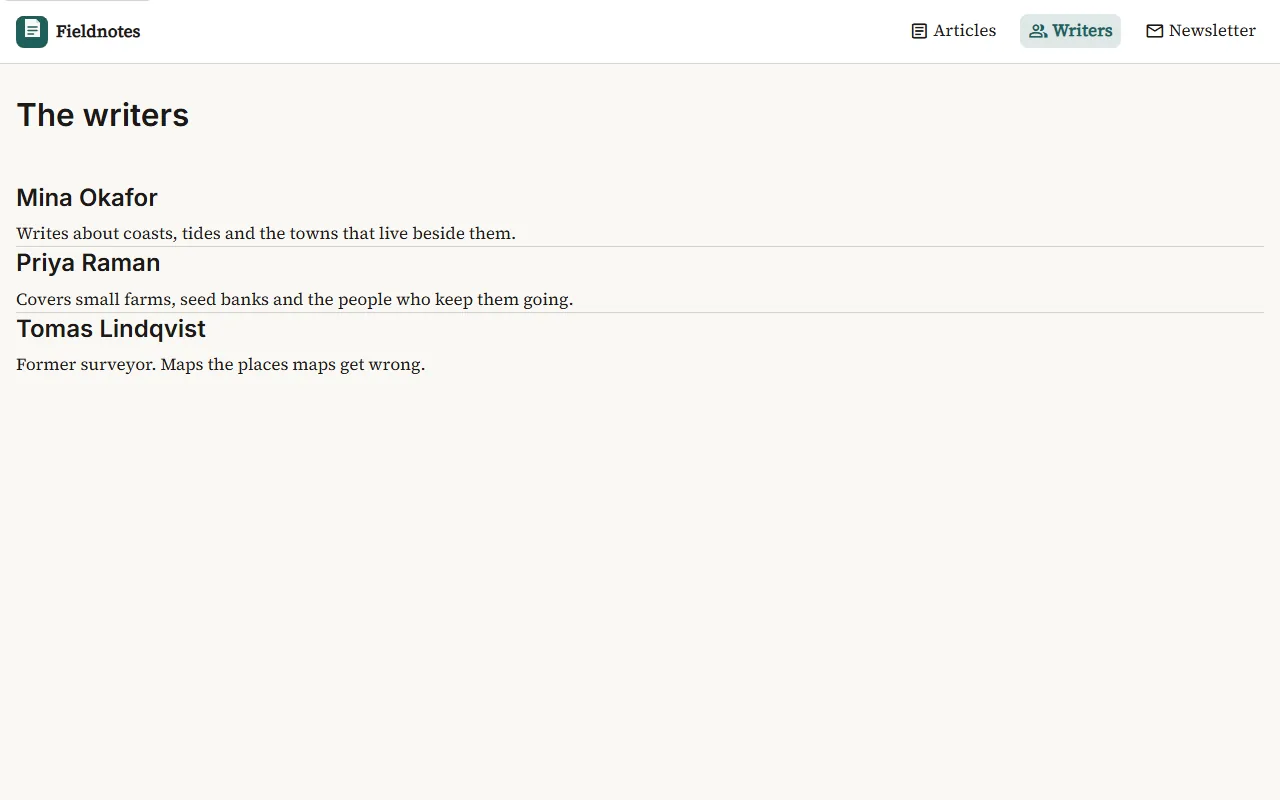 Fieldnotes
Articles
Writers
Newsletter
The writers
Mina Okafor
Writes about coasts, tides and the towns that live beside them.
Priya Raman
Covers small farms, seed banks and the people who keep them going.
Tomas Lindqvist
Former surveyor. Maps the places maps get wrong.